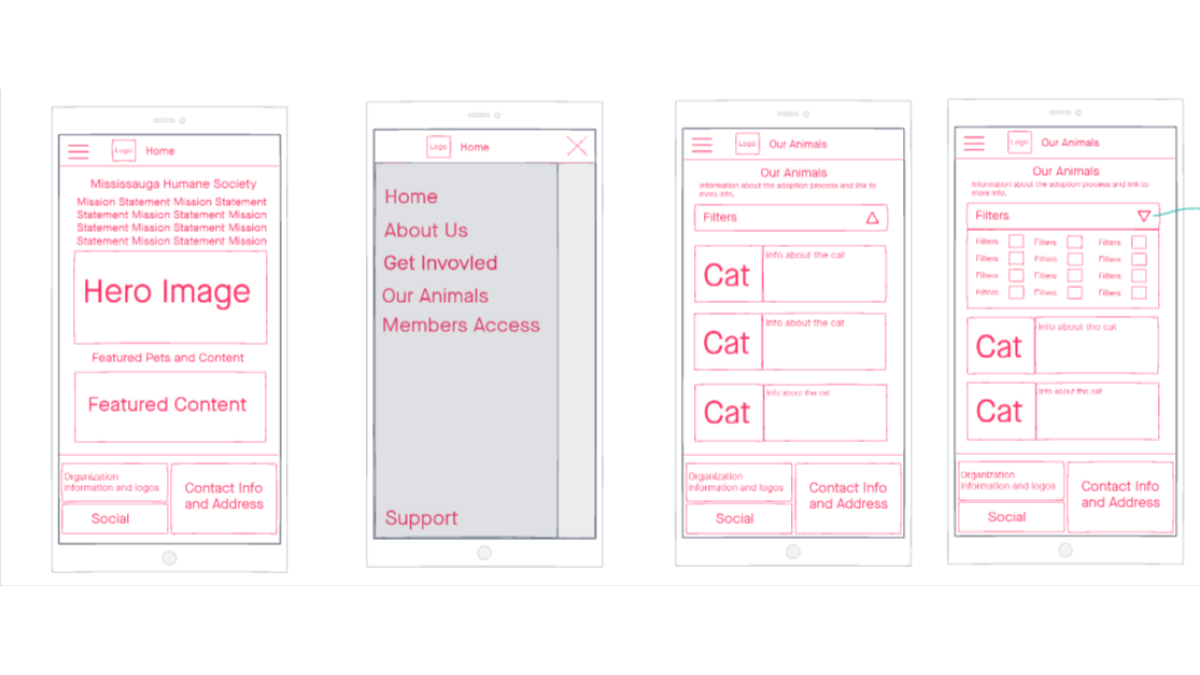 Logo Home
Mississauga Humane Society
Mission Statement Mission Statement
Statement Mission Statement Mission
Statement Mission Statement Mission
Statement Mission Statement Mission
Hero Image
Featured Pets and Content
Featured Content
Organization
information and logos
Social
Contact Info
and Address
Logo Home
Home
About Us
Get Invovled
Our Animals
Members Access
Support
Logo Our Animals
Our Animals
Information about the adoption process and link to
more info.
Filters
Cat
Info about the cat
Cat
Info about the cat
Cat
Info about the cat
Organization
information and logos
Social
Contact Info
and Address
Logo Our Animals
Our Animals
Information about the adoption process and link to
more info.
Filters
Filters Filters Filters
Filters Filters Filters
Filters Filters Filters
Filters Filters Filters
Cat
Info about the cat
Cat
Info about the cat
Organization
information and logos
Social
Contact Info
and Address